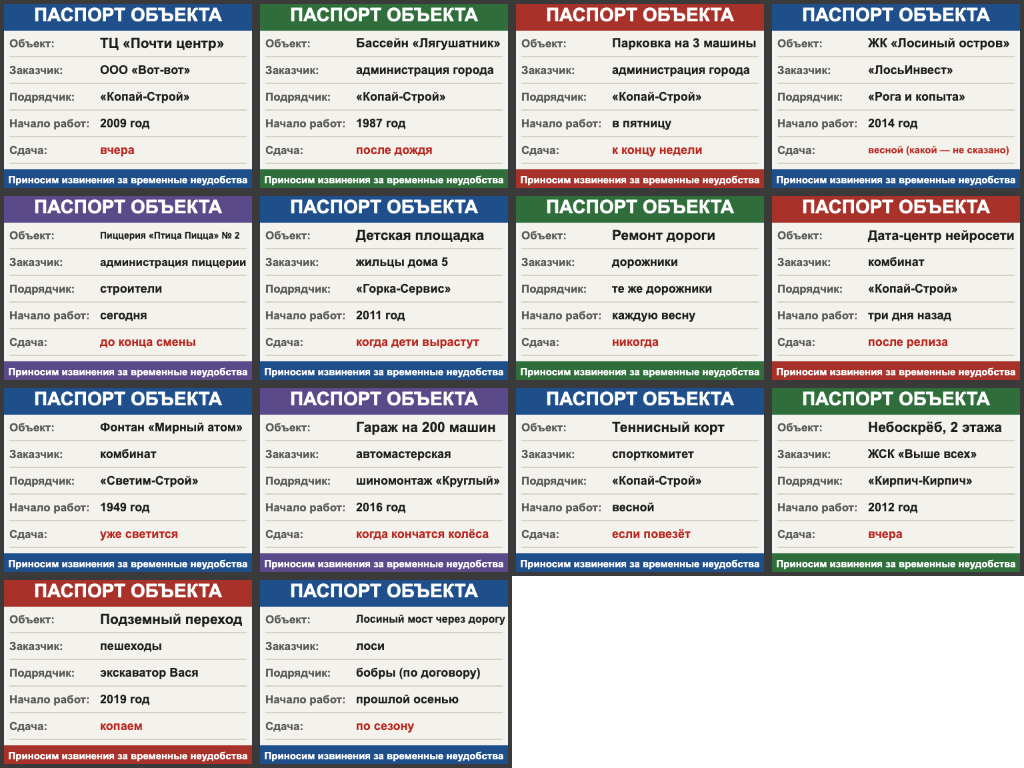 ПАСПОРТ ОБЪЕКТА
Объект: ТЦ «Почти центр»
Заказчик: ООО «Вот-вот»
Подрядчик: «Копай-Строй»
Начало работ: 2009 год
Сдача: вчера
Приносим извинения за временные неудобства
ПАСПОРТ ОБЪЕКТА
Объект: Бассейн «Лягушатник»
Заказчик: администрация города
Подрядчик: «Копай-Строй»
Начало работ: 1987 год
Сдача: после дождя
Приносим извинения за временные неудобства
ПАСПОРТ ОБЪЕКТА
Объект: Парковка на 3 машины
Заказчик: администрация города
Подрядчик: «Копай-Строй»
Начало работ: в пятницу
Сдача: к концу недели
Приносим извинения за временные неудобства
ПАСПОРТ ОБЪЕКТА
Объект: ЖК «Лосиный остров»
Заказчик: «ЛосьИнвест»
Подрядчик: «Рога и копыта»
Начало работ: 2014 год
Сдача: весной (какой — не сказано)
Приносим извинения за временные неудобства
ПАСПОРТ ОБЪЕКТА
Объект: Пиццерия «Птица Пицца» № 2
Заказчик: администрация пиццерии
Подрядчик: строители
Начало работ: сегодня
Сдача: до конца смены
Приносим извинения за временные неудобства
ПАСПОРТ ОБЪЕКТА
Объект: Детская площадка
Заказчик: жильцы дома 5
Подрядчик: «Горка-Сервис»
Начало работ: 2011 год
Сдача: когда дети вырастут
Приносим извинения за временные неудобства
ПАСПОРТ ОБЪЕКТА
Объект: Ремонт дороги
Заказчик: дорожники
Подрядчик: те же дорожники
Начало работ: каждую весну
Сдача: никогда
Приносим извинения за временные неудобства
ПАСПОРТ ОБЪЕКТА
Объект: Дата-центр нейросети
Заказчик: комбинат
Подрядчик: «Копай-Строй»
Начало работ: три дня назад
Сдача: после релиза
Приносим извинения за временные неудобства
ПАСПОРТ ОБЪЕКТА
Объект: Фонтан «Мирный атом»
Заказчик: комбинат
Подрядчик: «Светим-Строй»
Начало работ: 1949 год
Сдача: уже светится
Приносим извинения за временные неудобства
ПАСПОРТ ОБЪЕКТА
Объект: Гараж на 200 машин
Заказчик: автомастерская
Подрядчик: шиномонтаж «Круглый»
Начало работ: 2016 год
Сдача: когда кончатся колёса
Приносим извинения за временные неудобства
ПАСПОРТ ОБЪЕКТА
Объект: Теннисный корт
Заказчик: спорткомитет
Подрядчик: «Копай-Строй»
Начало работ: весной
Сдача: если повезёт
Приносим извинения за временные неудобства
ПАСПОРТ ОБЪЕКТА
Объект: Небоскрёб, 2 этажа
Заказчик: ЖСК «Выше всех»
Подрядчик: «Кирпич-Кирпич»
Начало работ: 2012 год
Сдача: вчера
Приносим извинения за временные неудобства
ПАСПОРТ ОБЪЕКТА
Объект: Подземный переход
Заказчик: пешеходы
Подрядчик: экскаватор Вася
Начало работ: 2019 год
Сдача: копаем
Приносим извинения за временные неудобства
ПАСПОРТ ОБЪЕКТА
Объект: Лосиный мост через дорогу
Заказчик: лоси
Подрядчик: бобры (по договору)
Начало работ: прошлой осенью
Сдача: по сезону
Приносим извинения за временные неудобства